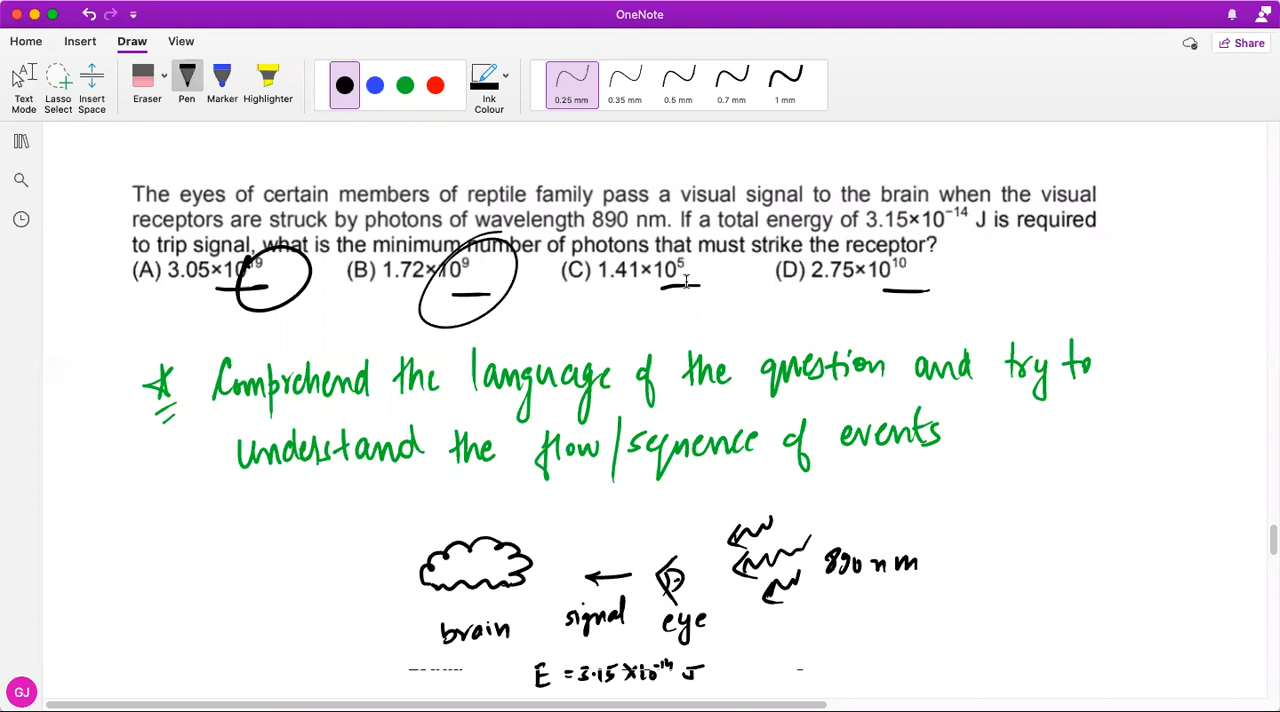 OneNote
Home Insert Draw View
Share
Text Mode
Lasso Select
Insert Space
Eraser
Pen
Marker
Highlighter
Ink Colour
0.25 mm 0.35 mm 0.5 mm 0.7 mm 1 mm
The eyes of certain members of reptile family pass a visual signal to the brain when the visual
receptors are struck by photons of wavelength 890 nm. If a total energy of 3.15×10⁻¹⁴ J is required
to trip signal, what is the minimum number of photons that must strike the receptor?
(A) 3.05×10¹⁹ (B) 1.72×10⁹ (C) 1.41×10⁵ (D) 2.75×10¹⁰
* Comprehend the language of the question and try to
understand the flow/sequence of events
890 nm
signal eye
brain
E = 3.15×10⁻¹⁴ J
GJ